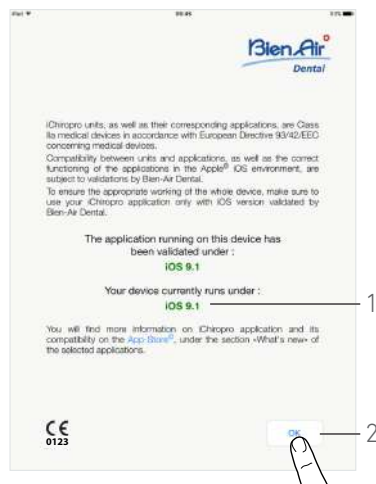 iPad
09:46
Bien Air
Dental
iChiropro units, as well as their corresponding applications, are Class
IIa medical devices in accordance with European Directive 93/42/EEC
concerning medical devices.
Compatibility between units and applications, as well as the correct
functioning of the applications in the Apple® iOS environment, are
subject to validations by Bien-Air Dental.
To ensure the appropriate working of the whole device, make sure to
use your iChiropro application only with iOS version validated by
Bien-Air Dental.
The application running on this device has
been validated under :
iOS 9.1
Your device currently runs under :
iOS 9.1
1
You will find more information on iChiropro application and its
compatibility on the App Store®, under the section «What's new» of
the selected applications.
CE
0123
OK
2